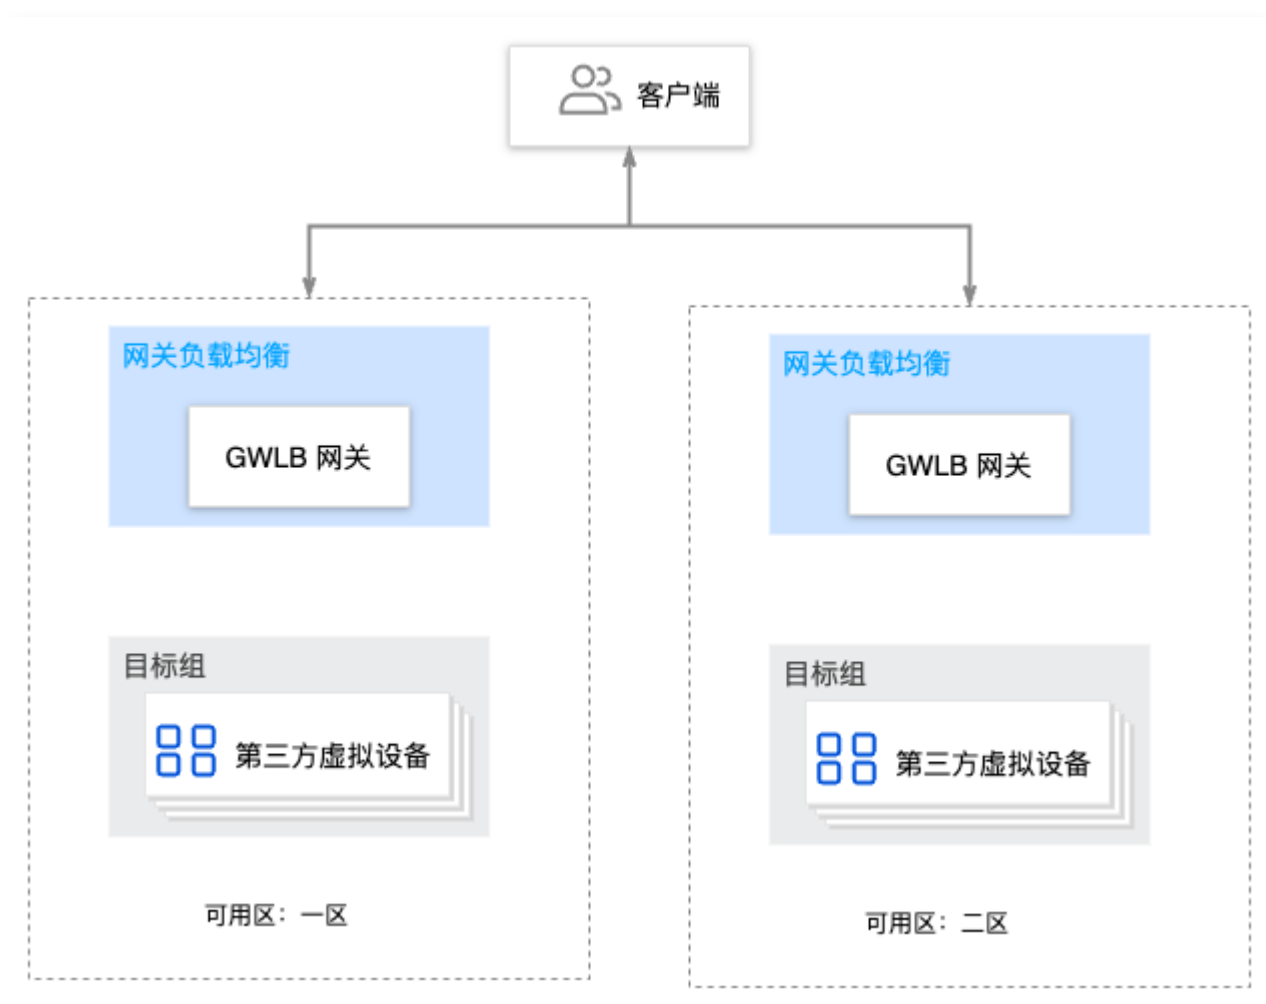 客户端
网关负载均衡
GWLB 网关
目标组
第三方虚拟设备
可用区：一区
网关负载均衡
GWLB 网关
目标组
第三方虚拟设备
可用区：二区